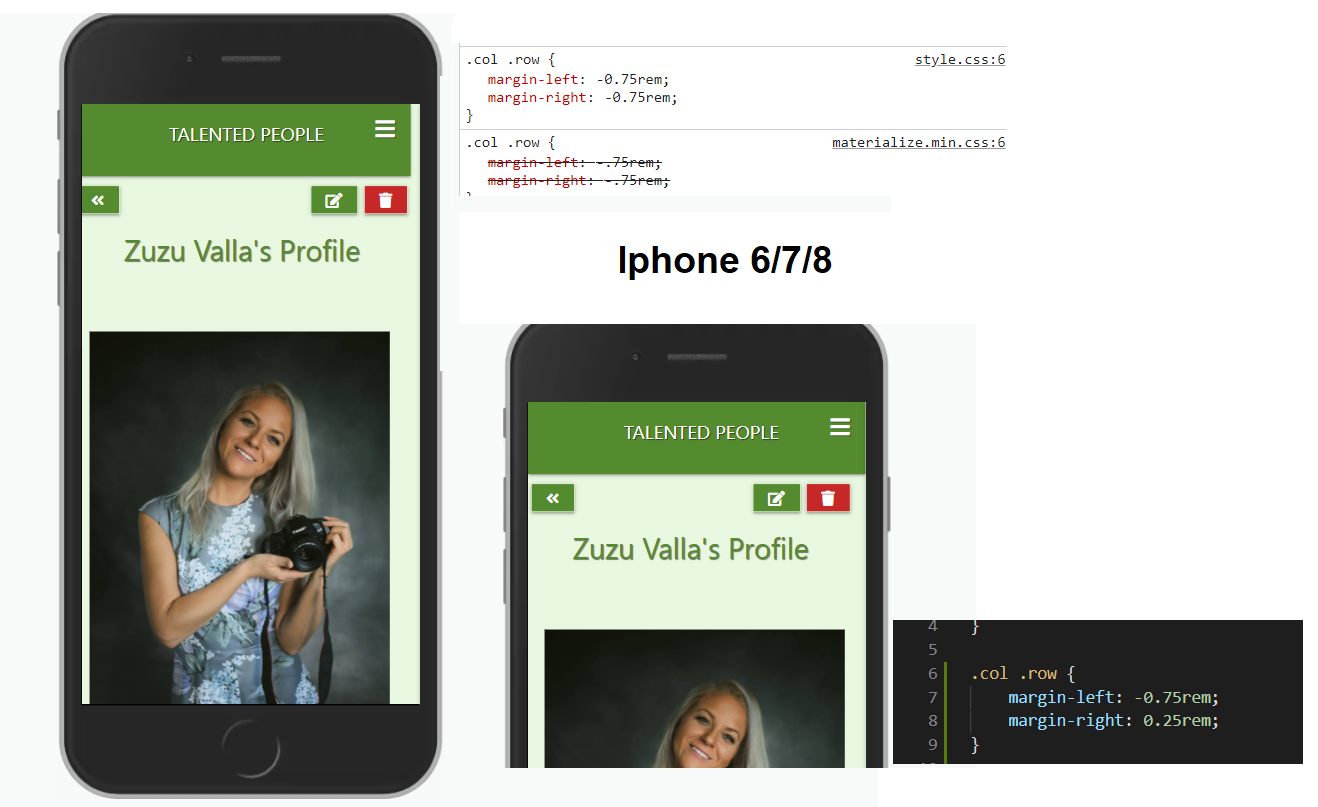 TALENTED PEOPLE
Zuzu Valla's Profile
.col .row {
style.css:6
margin-left: -0.75rem;
margin-right: -0.75rem;
}
.col .row {
materialize.min.css:6
margin-left: -.75rem;
margin-right: -.75rem;
}
Iphone 6/7/8
TALENTED PEOPLE
Zuzu Valla's Profile
4 }
5
6 .col .row {
7 margin-left: -0.75rem;
8 margin-right: 0.25rem;
9 }